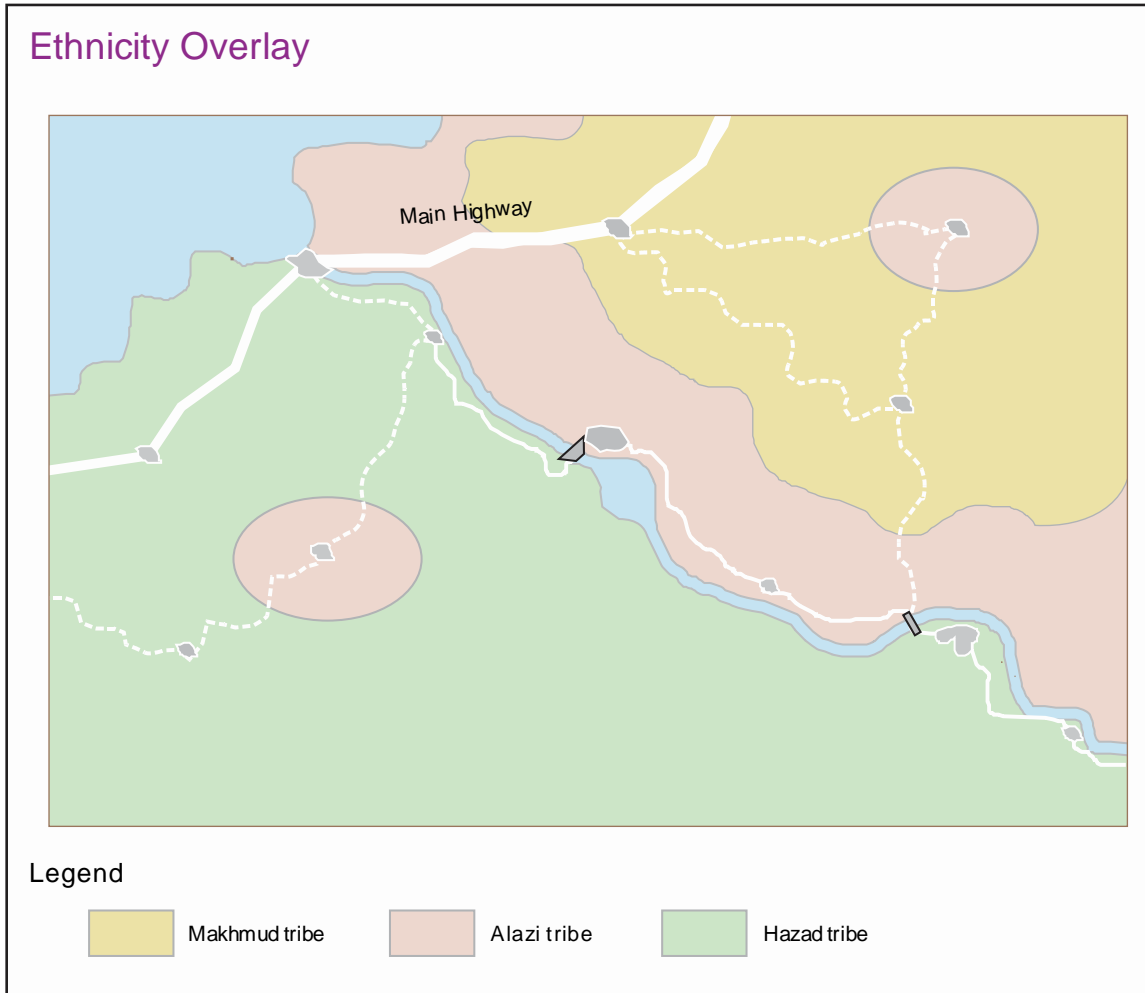 Ethnicity Overlay
Main Highway
Legend
Makhmud tribe
Alazi tribe
Hazad tribe